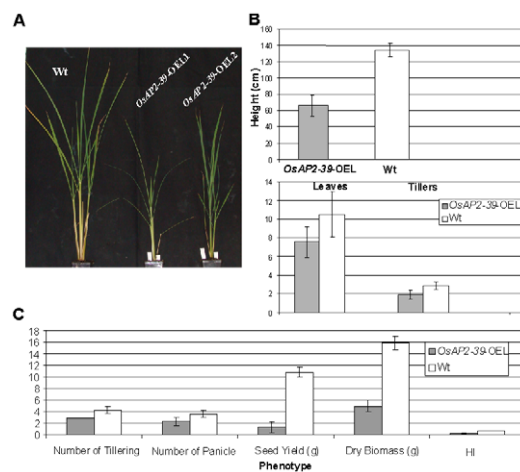 A
Wt
OsAP2-39-OEL1
OsAP2-39-OEL2
B
Height (cm)
160
140
120
100
80
60
40
20
0
OsAP2-39-OEL
Wt
Leaves
Tillers
14
12
10
8
6
4
2
0
OsAP2-39-OEL
Wt
C
18
16
14
12
10
8
6
4
2
0
OsAP2-39-OEL
Wt
Number of Tillering
Number of Panicle
Seed Yield (g)
Dry Biomass (g)
HI
Phenotype